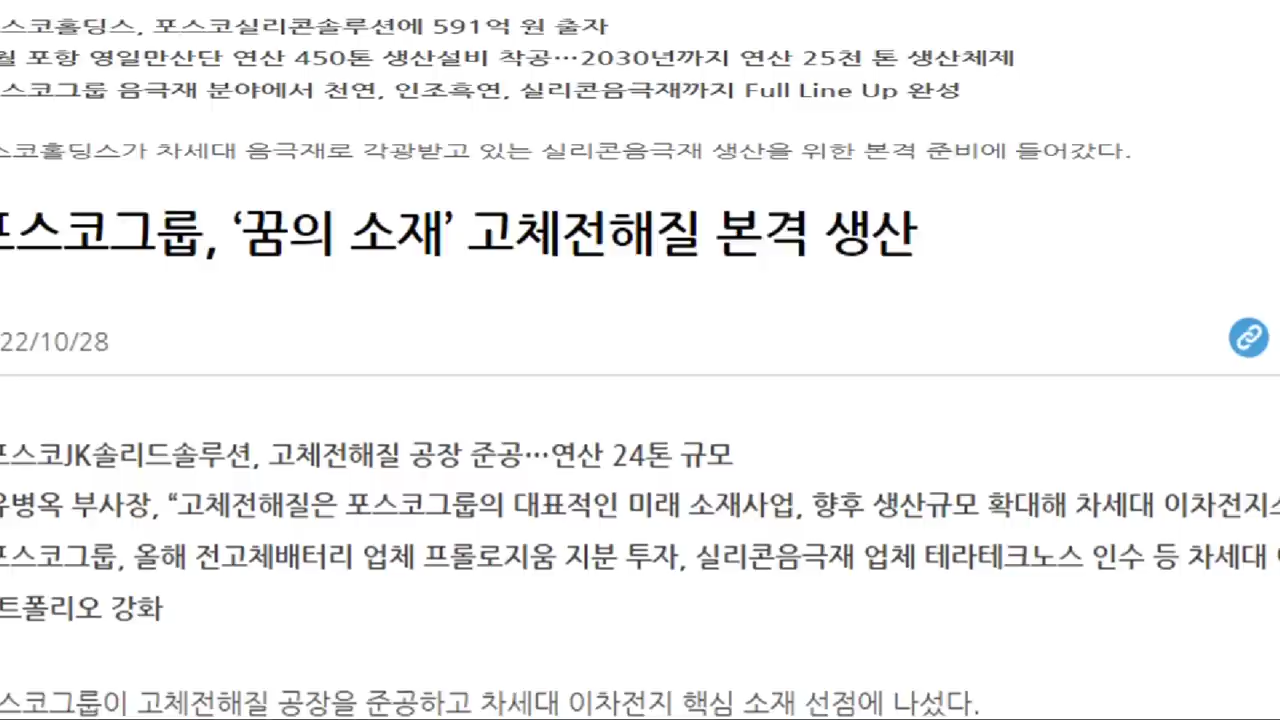 스코홀딩스, 포스코실리콘솔루션에 591억 원 출자
월 포항 영일만산단 연산 450톤 생산설비 착공…2030년까지 연산 25천 톤 생산체제
스코그룹 음극재 분야에서 천연, 인조흑연, 실리콘음극재까지 Full Line Up 완성
스코홀딩스가 차세대 음극재로 각광받고 있는 실리콘음극재 생산을 위한 본격 준비에 들어갔다.
포스코그룹, ‘꿈의 소재’ 고체전해질 본격 생산
22/10/28
포스코JK솔리드솔루션, 고체전해질 공장 준공…연산 24톤 규모
유병옥 부사장, “고체전해질은 포스코그룹의 대표적인 미래 소재사업, 향후 생산규모 확대해 차세대 이차전지소
포스코그룹, 올해 전고체배터리 업체 프롤로지움 지분 투자, 실리콘음극재 업체 테라테크노스 인수 등 차세대
트폴리오 강화
스코그룹이 고체전해질 공장을 준공하고 차세대 이차전지 핵심 소재 선점에 나섰다.